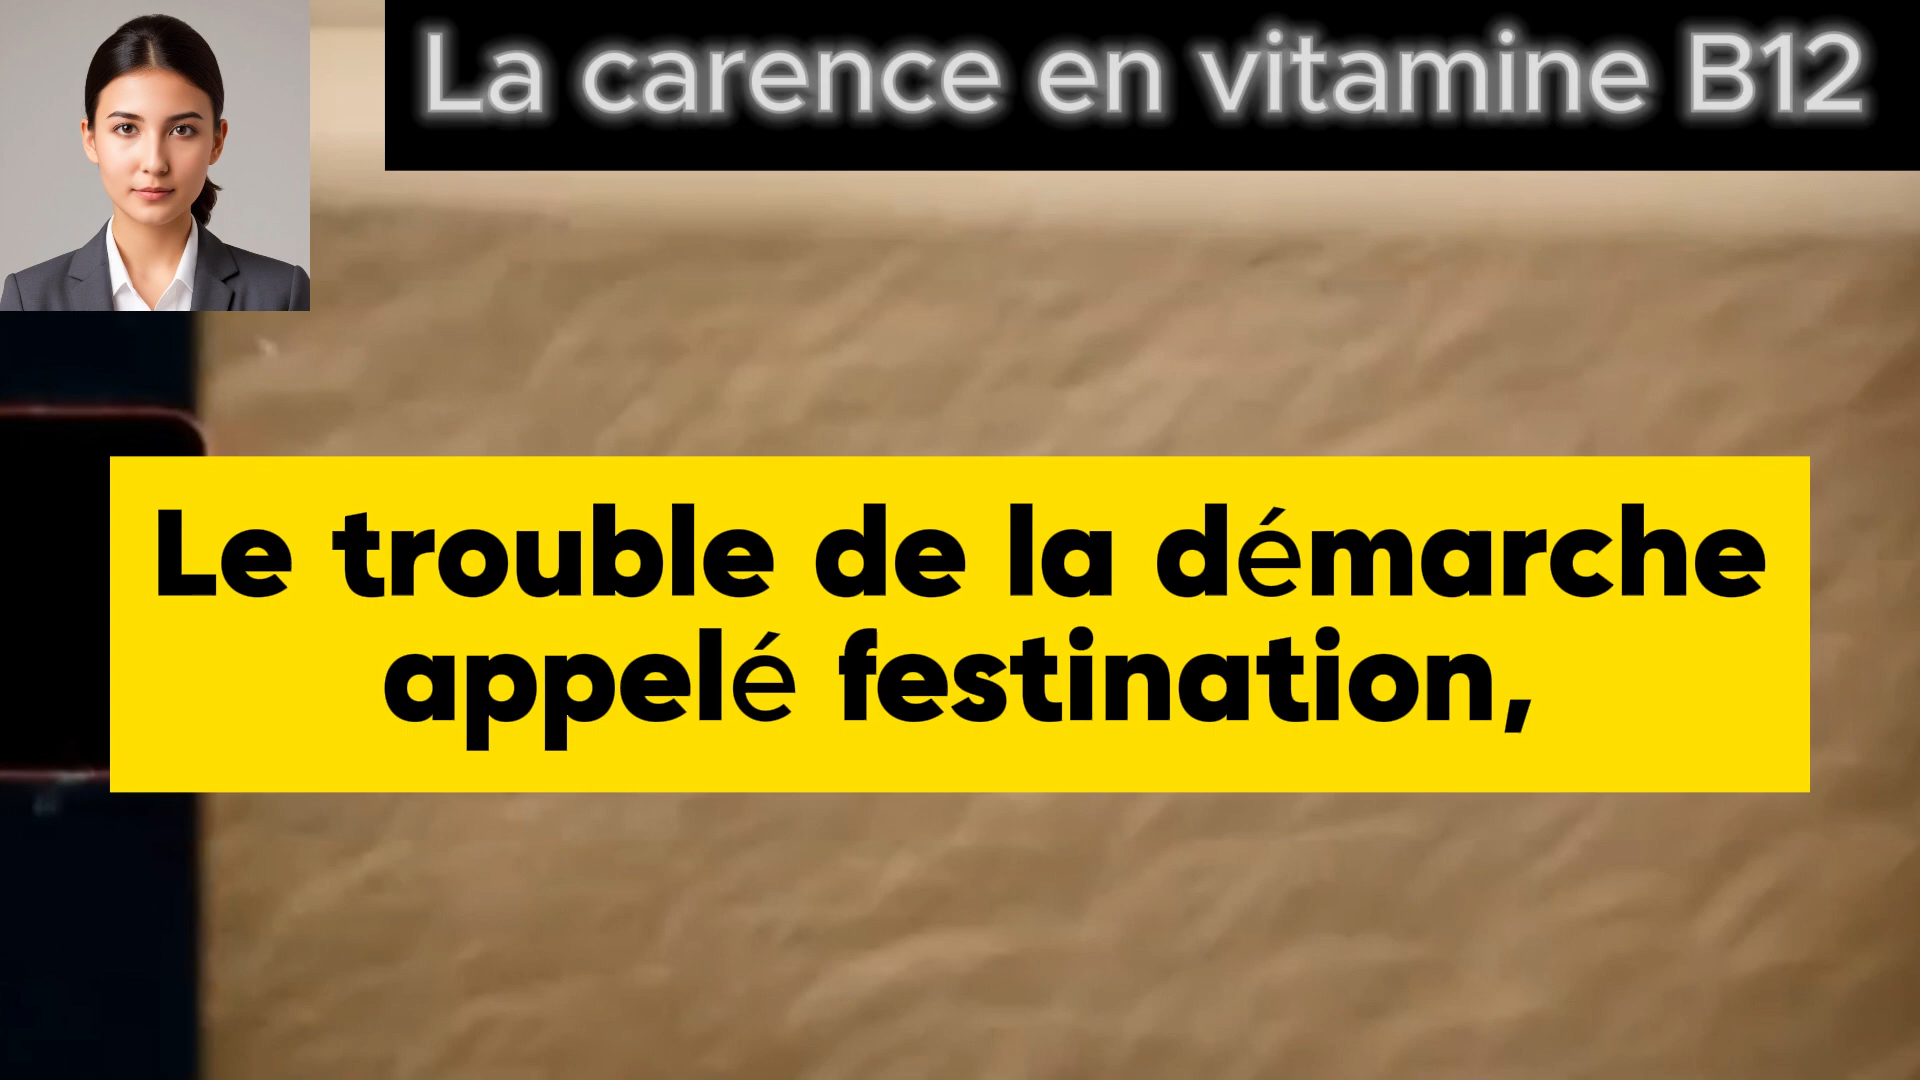 La carence en vitamine B12
Le trouble de la démarche
appelé festination,